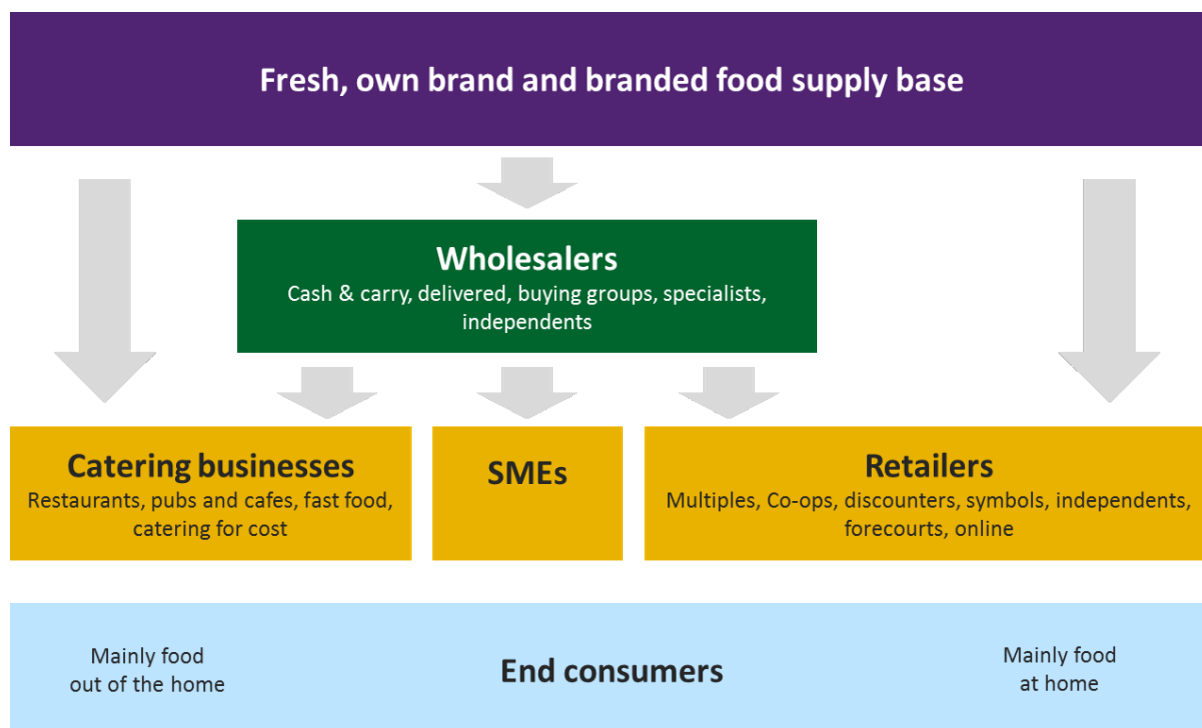 Fresh, own brand and branded food supply base
Wholesalers
Cash & carry, delivered, buying groups, specialists,
independents
Catering businesses
Restaurants, pubs and cafes, fast food,
catering for cost
SMEs
Retailers
Multiples, Co-ops, discounters, symbols, independents,
forecourts, online
Mainly food
out of the home
End consumers
Mainly food
at home